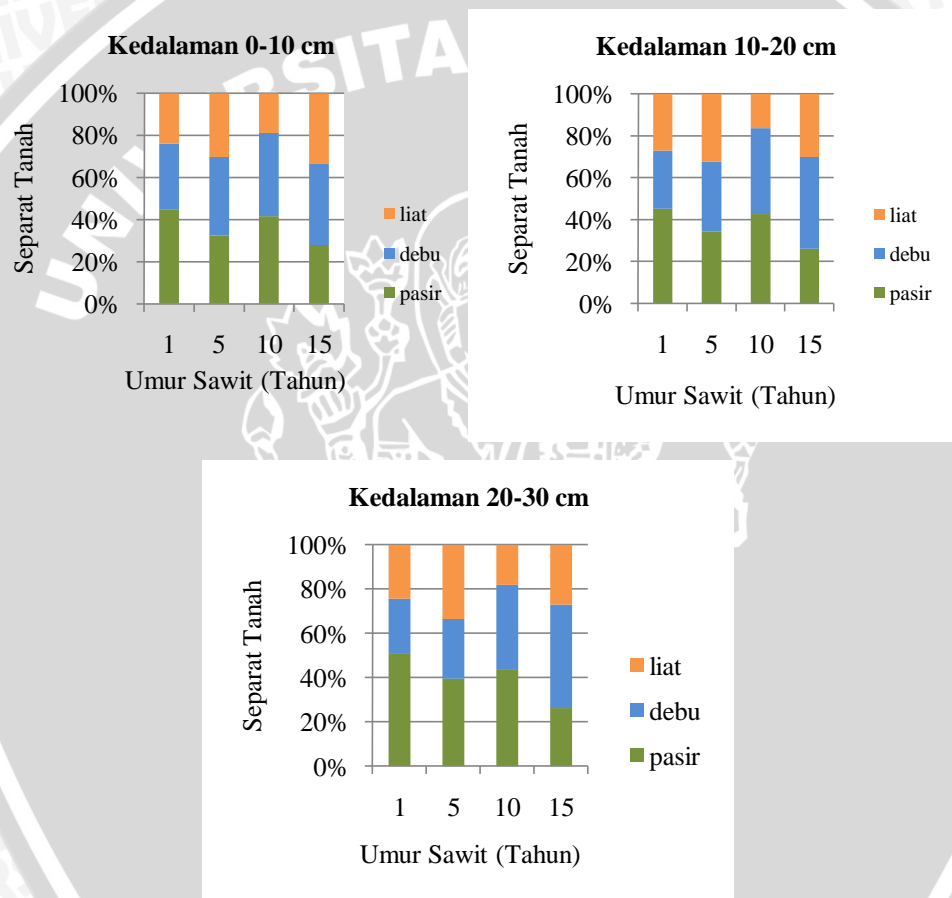 Kedalaman 0-10 cm
Separat Tanah
100%
80%
60%
40%
20%
0%
1 5 10 15
Umur Sawit (Tahun)
liat
debu
pasir
Kedalaman 10-20 cm
Separat Tanah
100%
80%
60%
40%
20%
0%
1 5 10 15
Umur Sawit (Tahun)
liat
debu
pasir
Kedalaman 20-30 cm
Separat Tanah
100%
80%
60%
40%
20%
0%
1 5 10 15
Umur Sawit (Tahun)
liat
debu
pasir